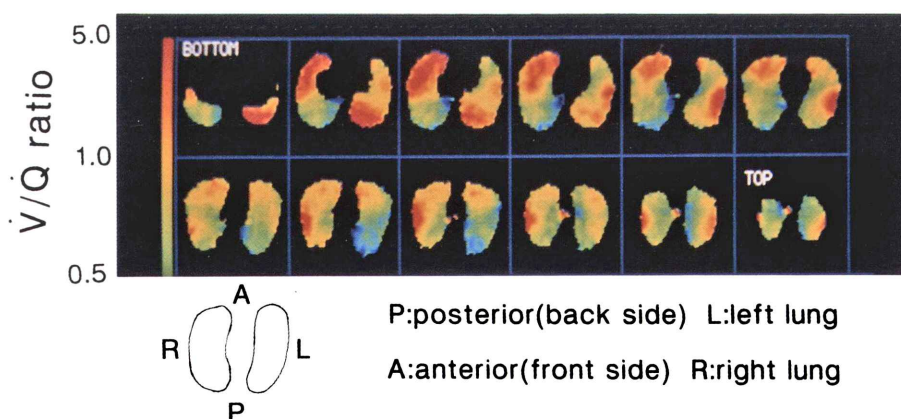 5.0
BOTTOM
V̇/Q̇ ratio
1.0
TOP
0.5
A
R L
P
P:posterior(back side) L:left lung
A:anterior(front side) R:right lung